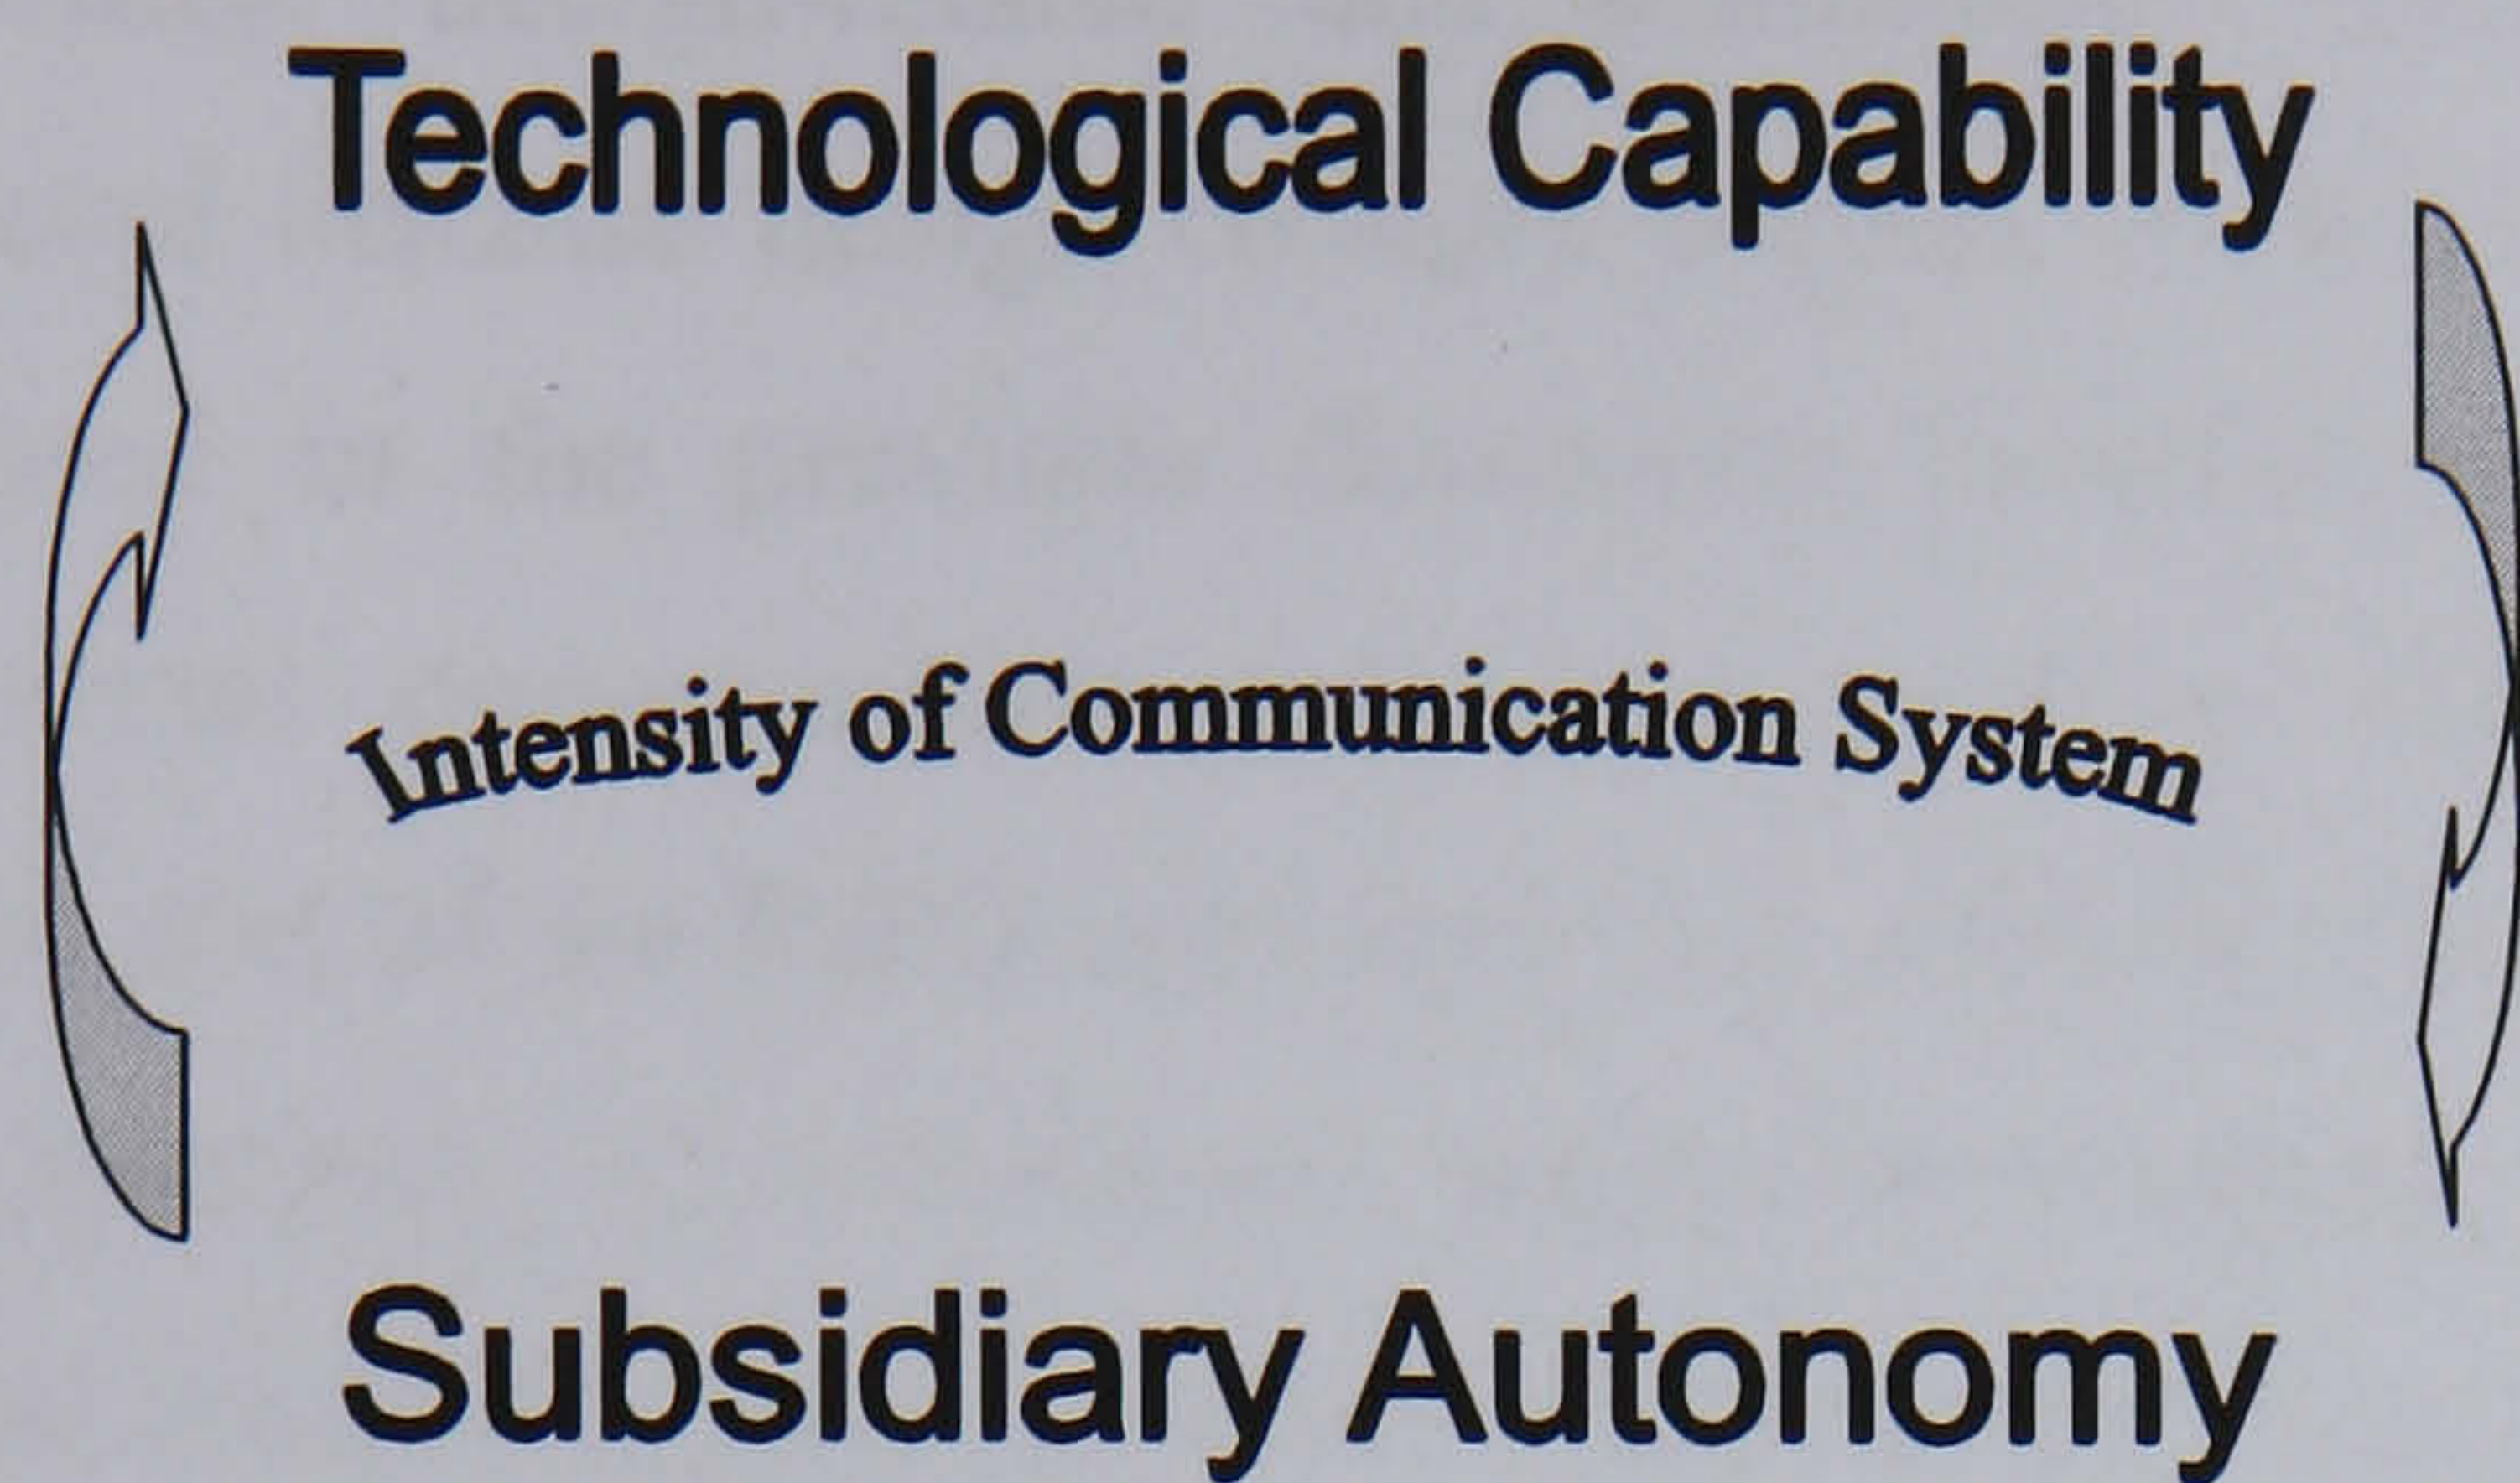 Technological Capability
Intensity of Communication System
Subsidiary Autonomy